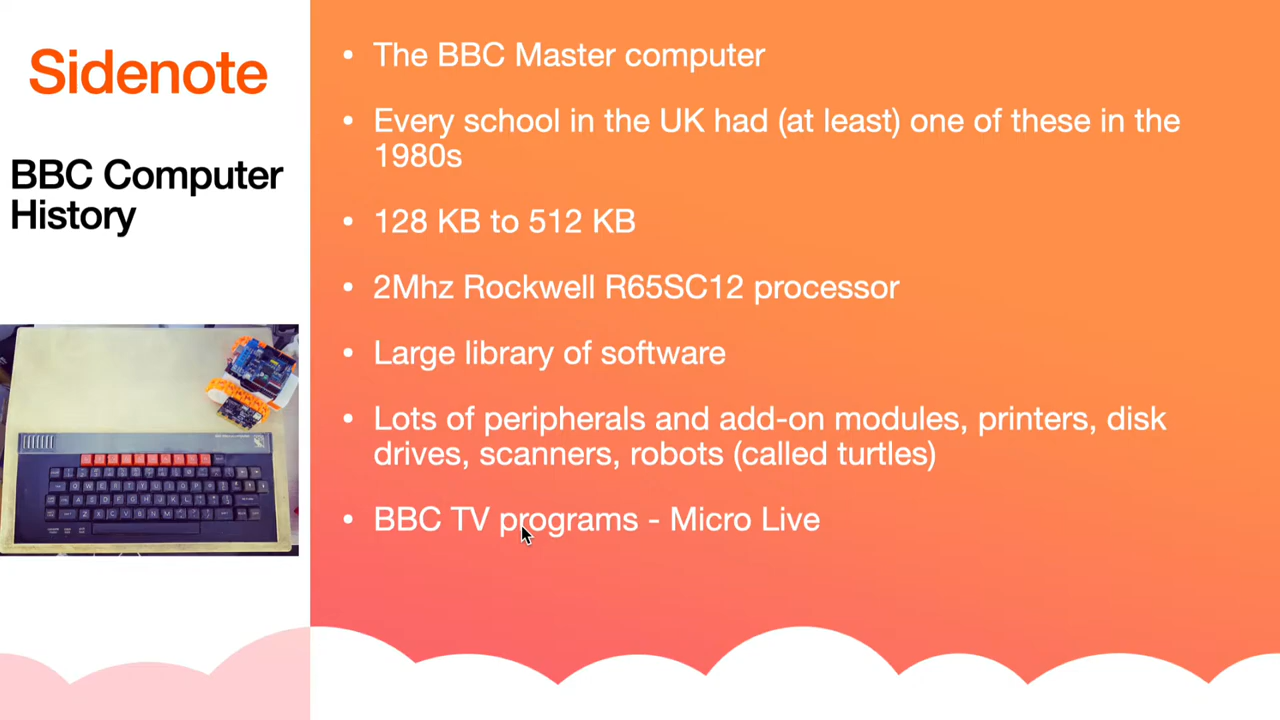 Sidenote
BBC Computer
History
• The BBC Master computer
• Every school in the UK had (at least) one of these in the
1980s
• 128 KB to 512 KB
• 2Mhz Rockwell R65SC12 processor
• Large library of software
• Lots of peripherals and add-on modules, printers, disk
drives, scanners, robots (called turtles)
• BBC TV programs - Micro Live